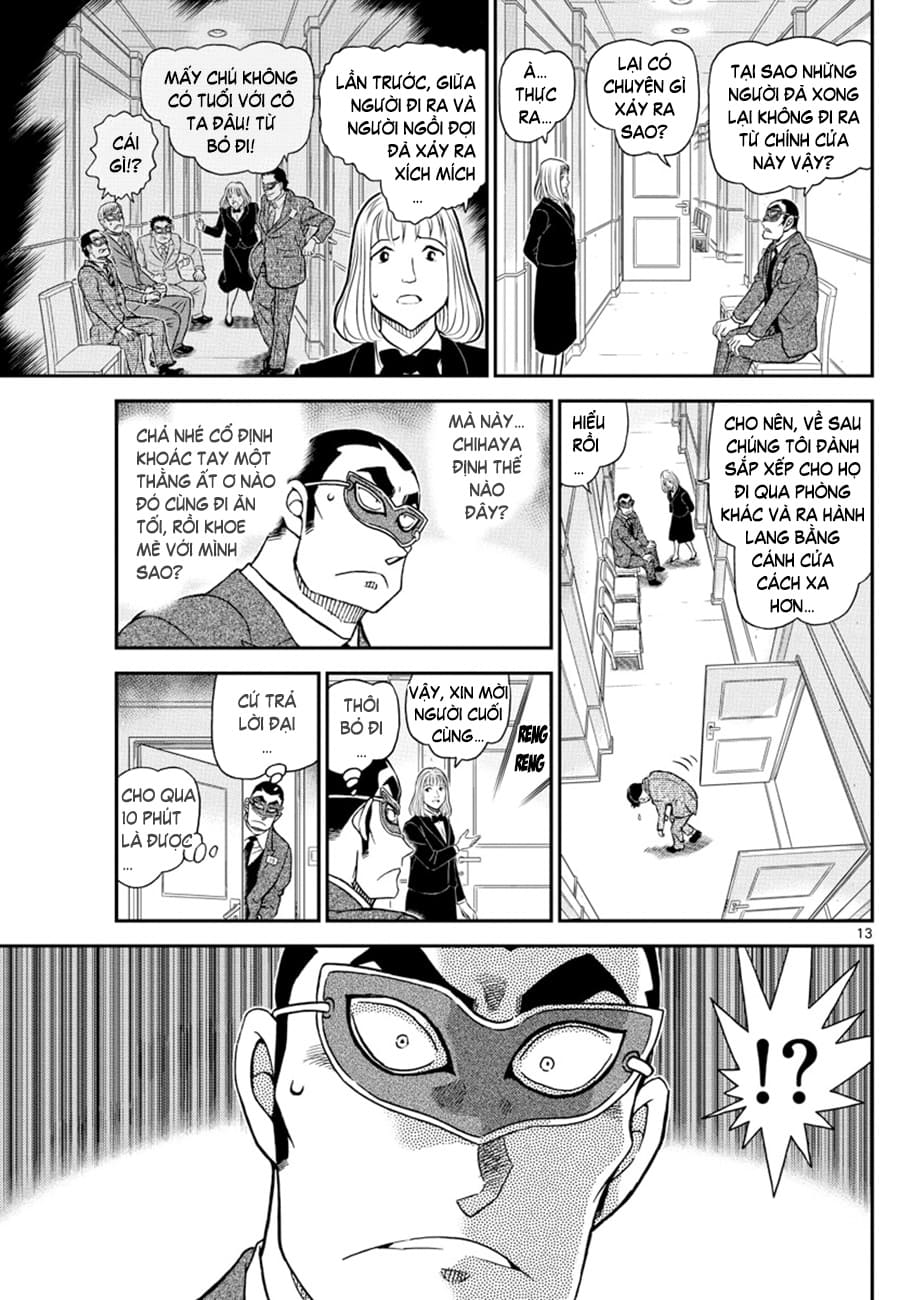 TẠI SAO NHỮNG
NGƯỜI ĐÃ XONG
LẠI KHÔNG ĐI RA
TỪ CHÍNH CỬA
NÀY VẬY?
LẠI CÓ
CHUYỆN GÌ
XẢY RA
SAO?
À...
THỰC
RA...
LẦN TRƯỚC, GIỮA
NGƯỜI ĐI RA VÀ
NGƯỜI NGỒI ĐỢI
ĐÃ XẢY RA
XÍCH MÍCH
...
MẤY CHÚ KHÔNG
CÓ TUỔI VỚI CÔ
TA ĐÂU! TỪ
BỎ ĐI!
CÁI
GÌ!?
CHO NÊN, VỀ SAU
CHÚNG TÔI ĐÀNH
SẮP XẾP CHO HỌ
ĐI QUA PHÒNG
KHÁC VÀ RA HÀNH
LANG BẰNG
CÁNH CỬA
CÁCH XA
HƠN...
HIỂU
RỒI
...
MÀ NÀY...
CHIHAYA
ĐỊNH THẾ
NÀO
ĐÂY?
CHẢ NHẼ CỔ ĐỊNH
KHOÁC TAY MỘT
THẰNG ẤT Ơ NÀO
ĐÓ CÙNG ĐI ĂN
TỐI, RỒI KHOE
MẼ VỚI MÌNH
SAO?
RENG
RENG
VẬY, XIN MỜI
NGƯỜI CUỐI
CÙNG...
THÔI
BỎ ĐI
...
CỨ TRẢ
LỜI ĐẠI
...
CHO QUA
10 PHÚT
LÀ ĐƯỢC
...
13
!?